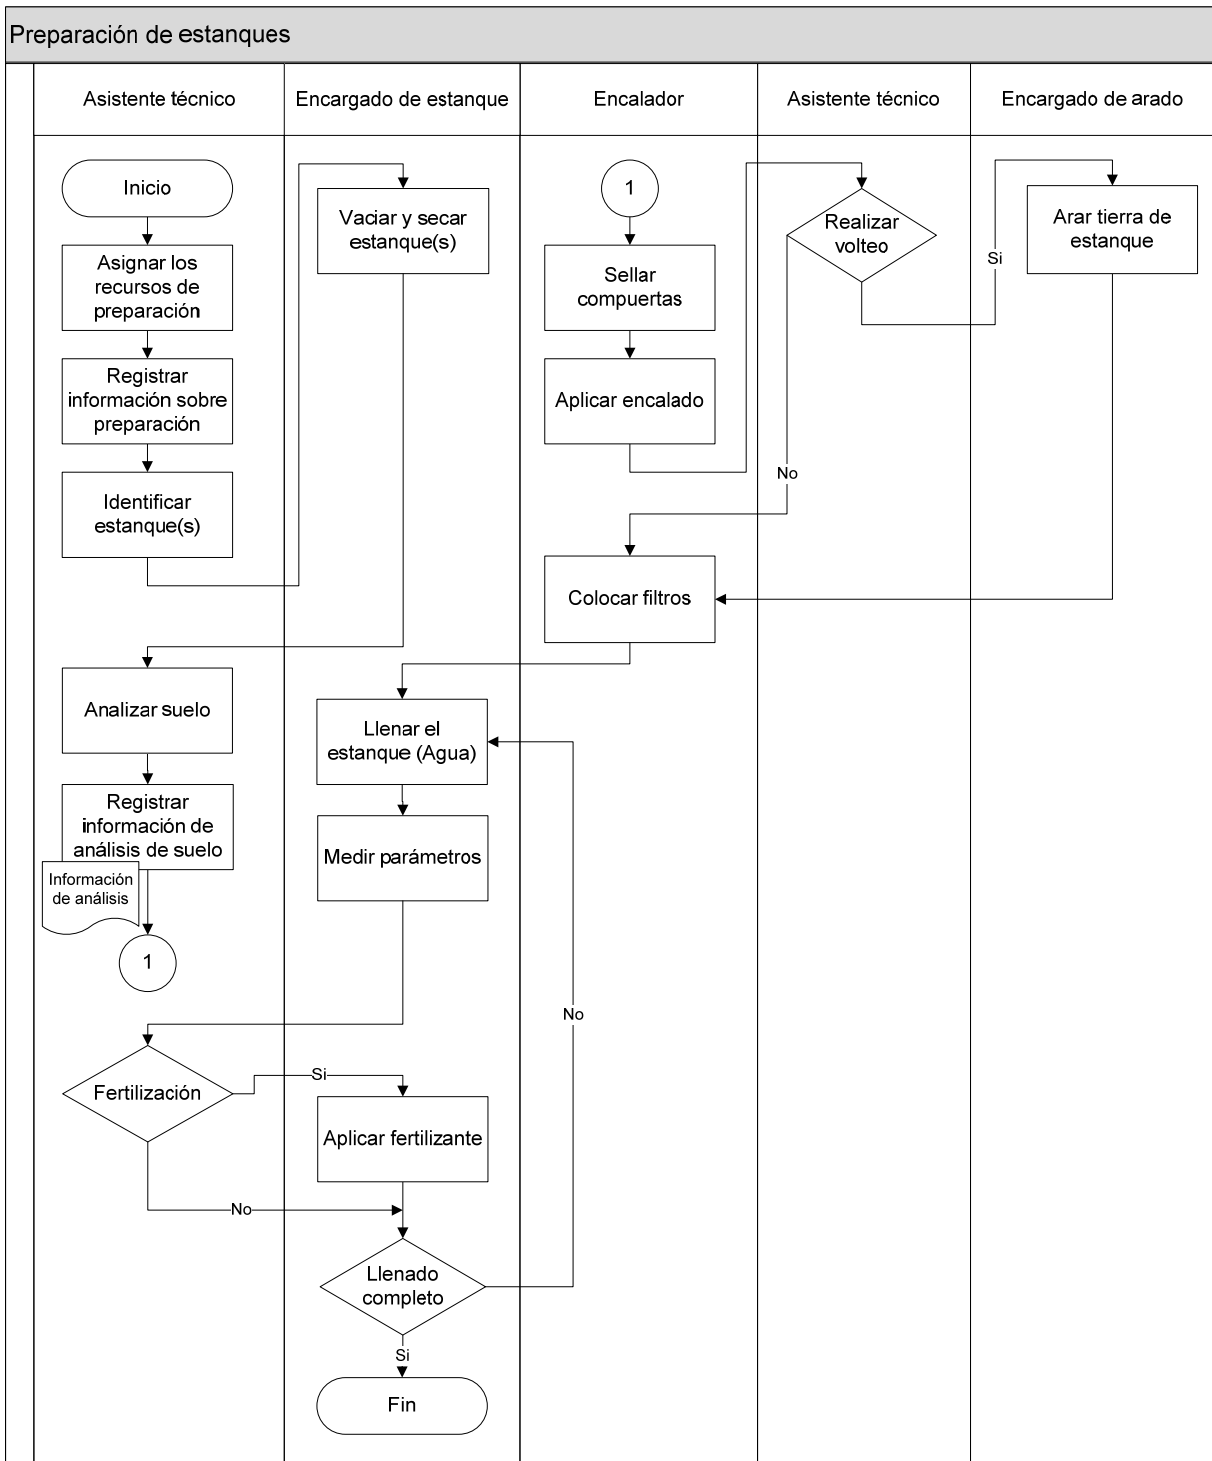 Preparación de estanques
Asistente técnico
Encargado de estanque
Encalador
Asistente técnico
Encargado de arado
Inicio
Asignar los
recursos de
preparación
Registrar
información sobre
preparación
Identificar
estanque(s)
Vaciar y secar
estanque(s)
Analizar suelo
Registrar
información de
análisis de suelo
Información
de análisis
1
1
Sellar
compuertas
Aplicar encalado
Realizar
volteo
Si
Arar tierra de
estanque
No
Colocar filtros
Llenar el
estanque (Agua)
Medir parámetros
Fertilización
Si
Aplicar fertilizante
No
Llenado
completo
No
Si
Fin